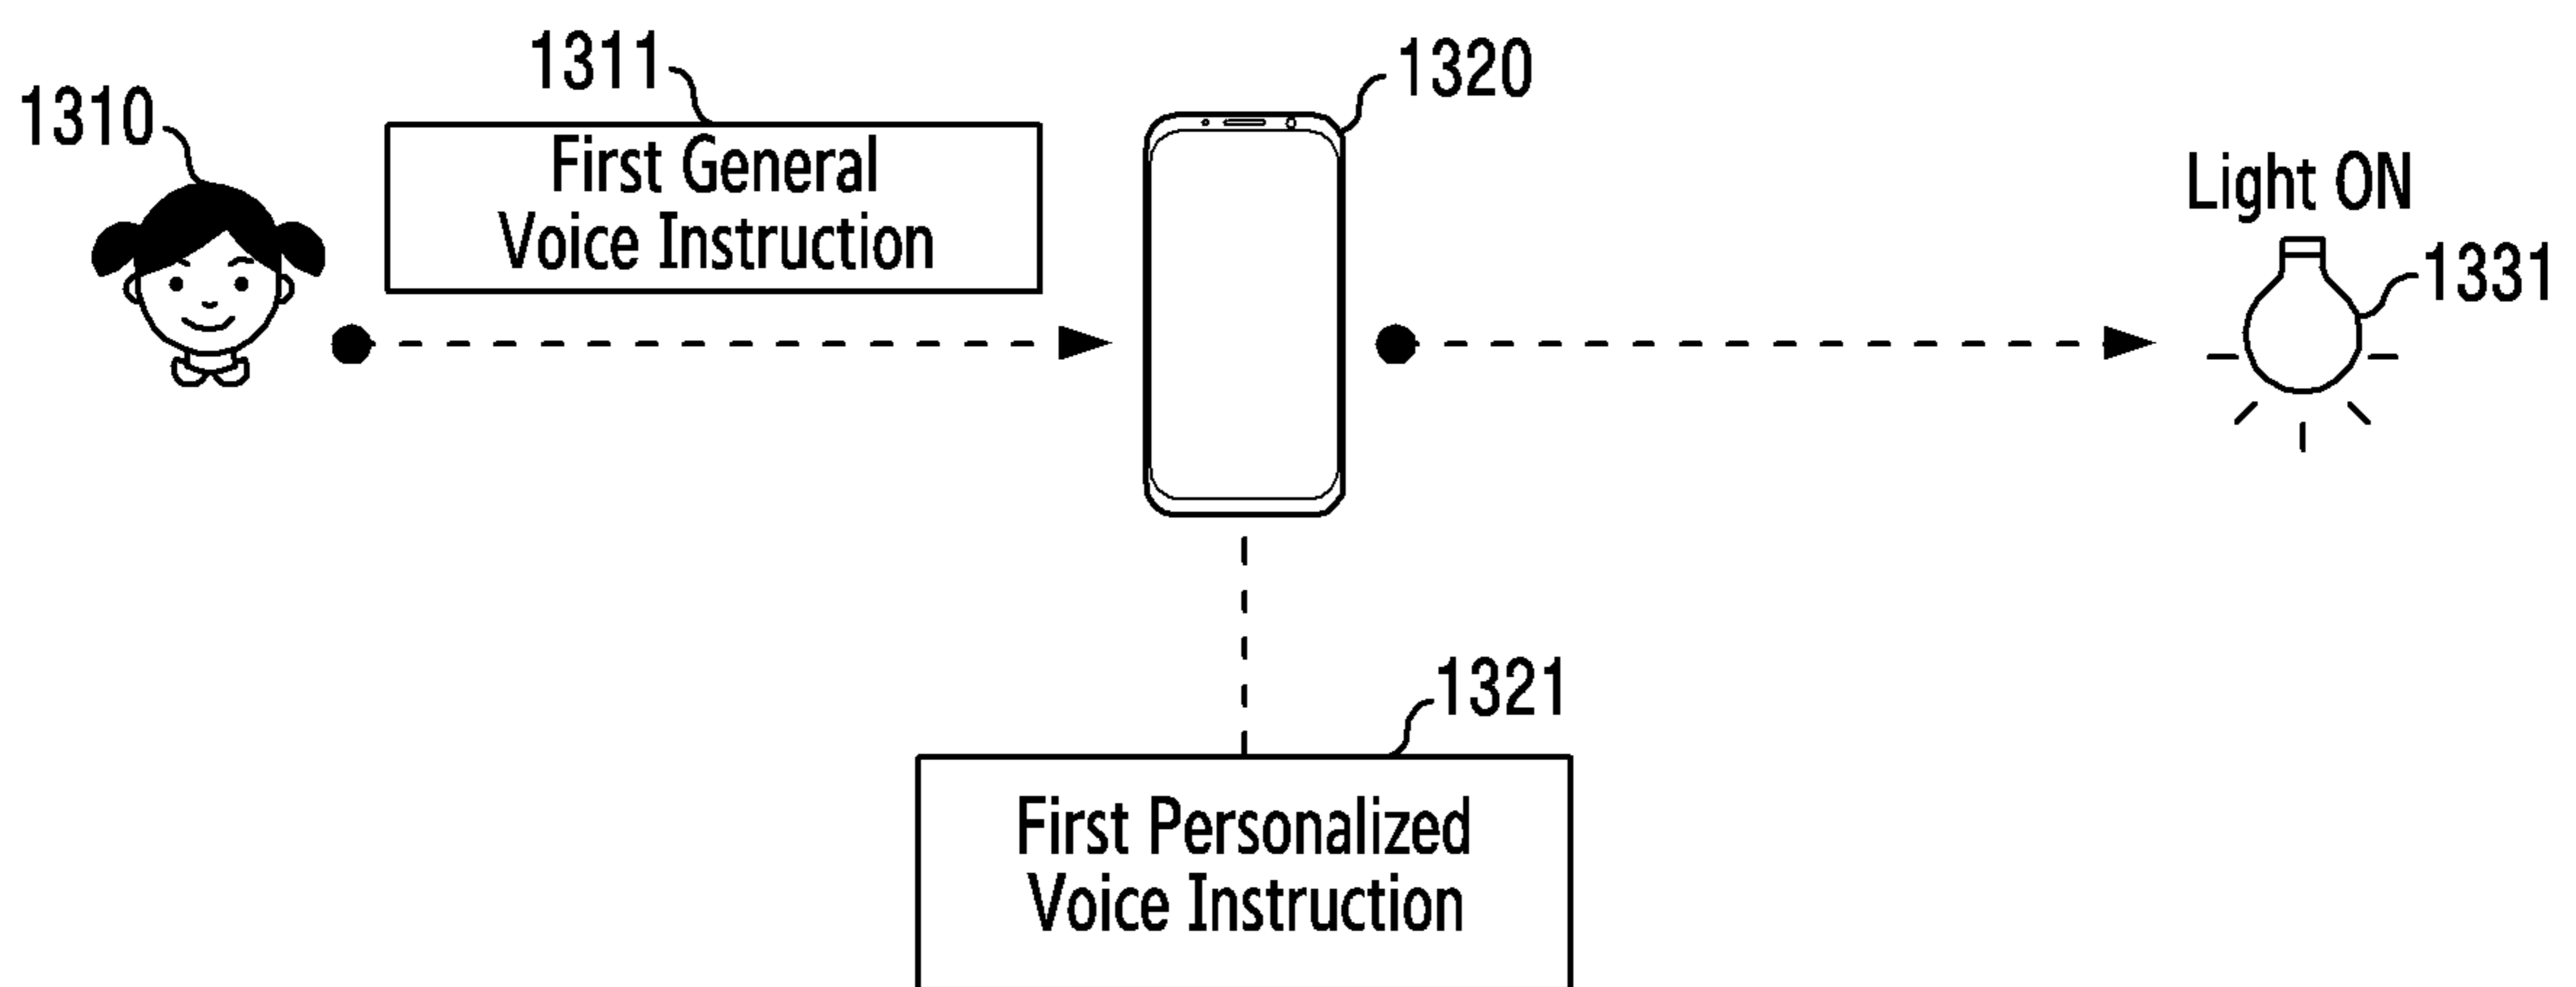 1310
1311
First General
Voice Instruction
1320
Light ON
1331
1321
First Personalized
Voice Instruction